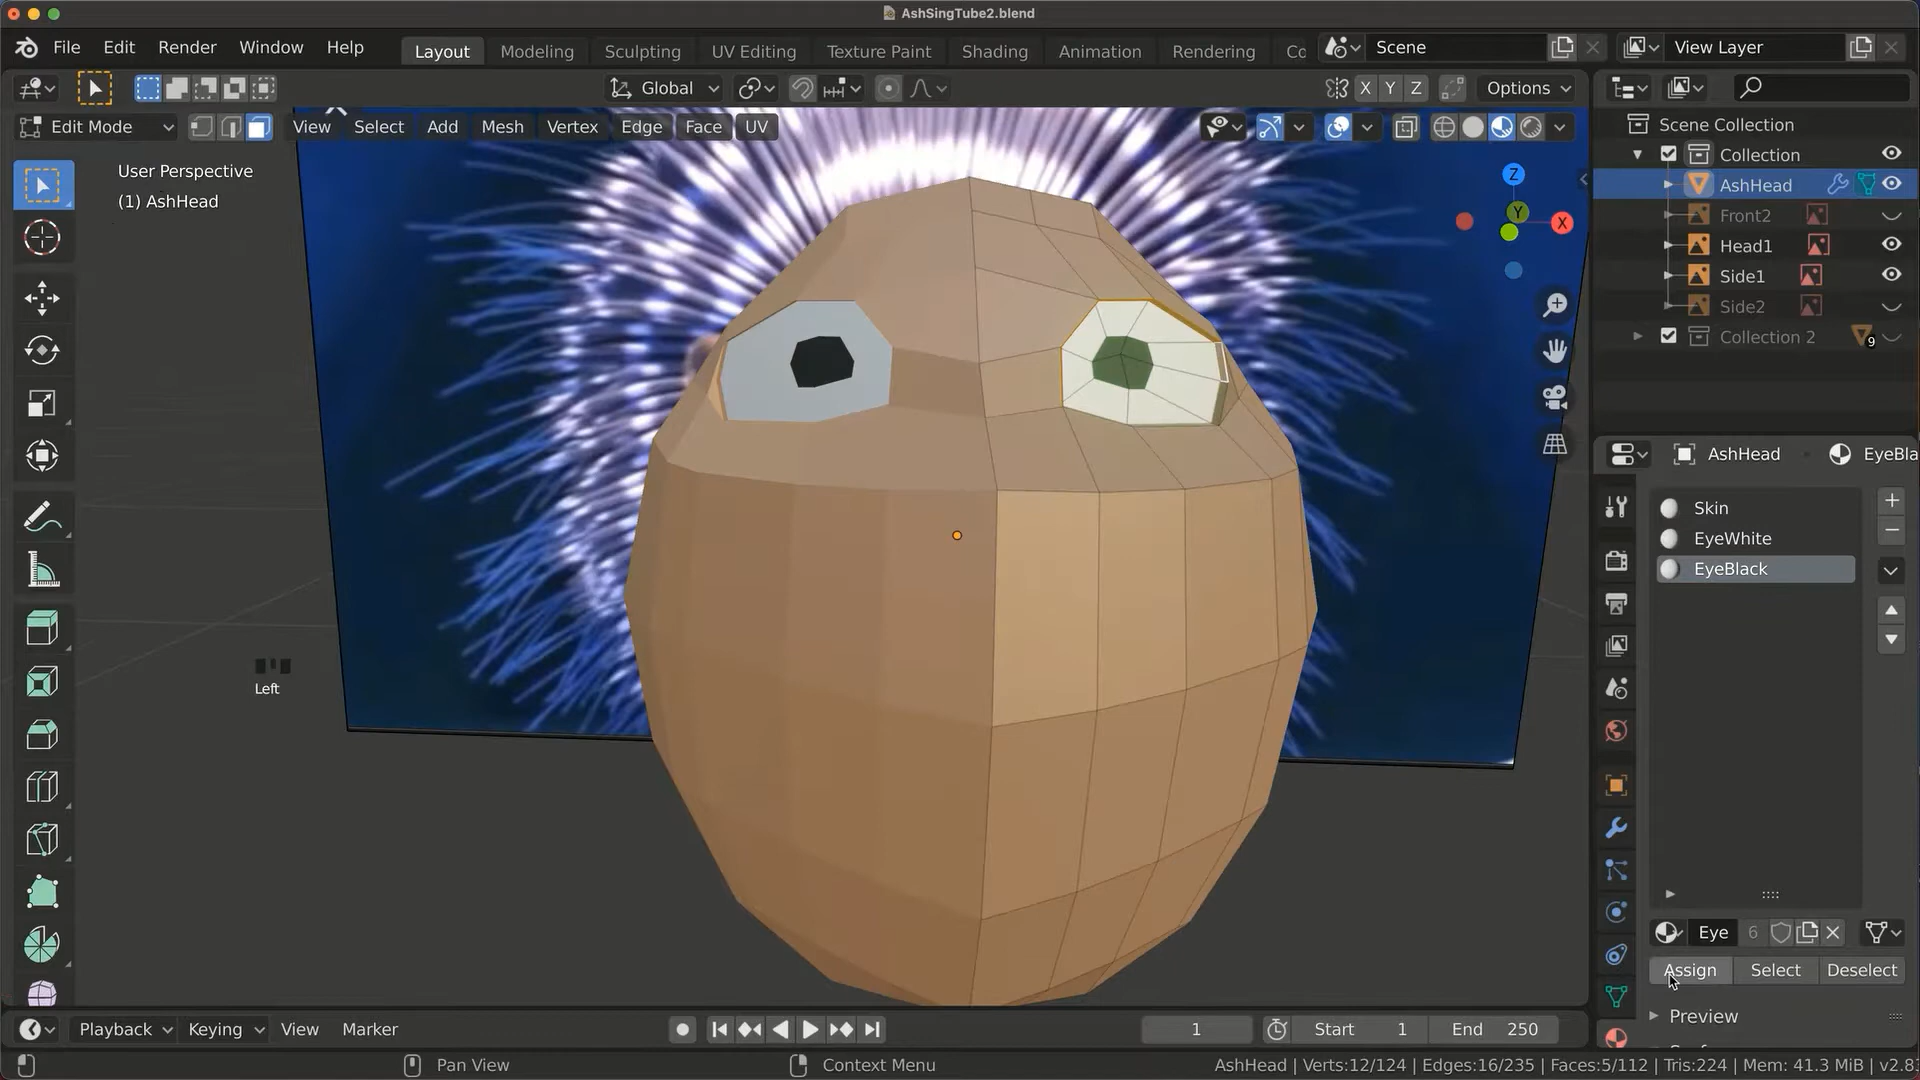 AshSingTube2.blend
File Edit Render Window Help Layout Modeling Sculpting UV Editing Texture Paint Shading Animation Rendering Co Scene View Layer
Global X Y Z Options
Edit Mode View Select Add Mesh Vertex Edge Face UV
Scene Collection
Collection
User Perspective
(1) AshHead
Z
Y
X
AshHead
Front2
Head1
Side1
Side2
Collection 2 9
AshHead EyeBla
Skin
EyeWhite
EyeBlack
Left
Eye 6
Assign Select Deselect
Preview
Playback Keying View Marker 1 Start 1 End 250
Pan View Context Menu AshHead | Verts:12/124 | Edges:16/235 | Faces:5/112 | Tris:224 | Mem: 41.3 MiB | v2.8